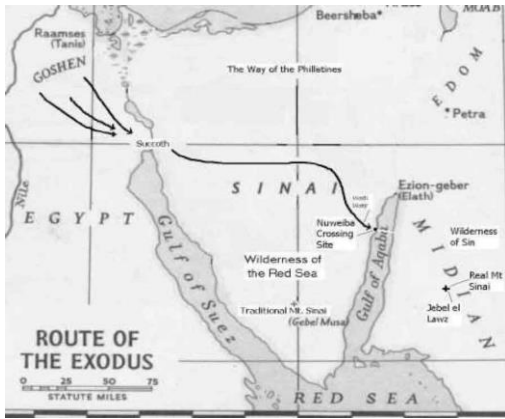 Beersheba
MOAB
Raamses
(Tanis)
GOSHEN
The Way of the Philletines
EDOM
Petra
Succoth
SINAI
Ezion-geber
(Elath)
Nile
EGYPT
Gulf of Suez
Nuweiba
Crossing
Site
Wilderness of
the Red Sea
Gulf of Aqaba
MIDIAN
Wilderness
of Sin
Real Mt
Sinai
Jebel el
Lawz
Traditional Mt. Sinai
(Gebel Musa)
ROUTE OF
THE EXODUS
0 25 50 75
STATUTE MILES
RED SEA